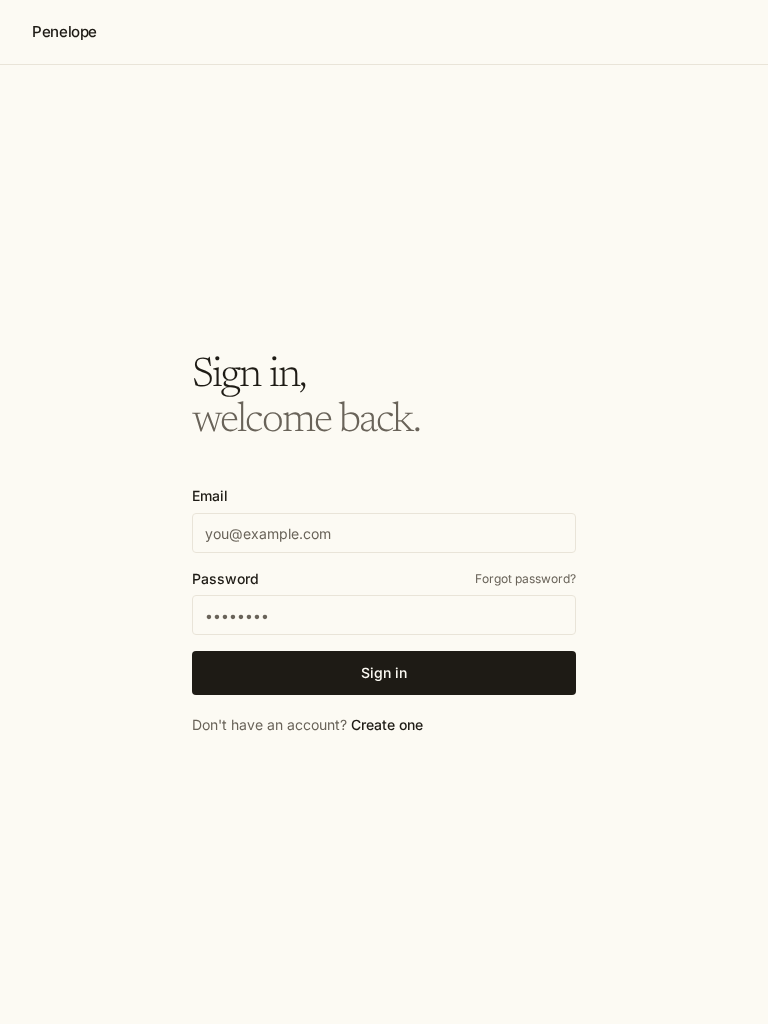 Penelope
Sign in,
welcome back.
Email
you@example.com
Password Forgot password?
••••••••
Sign in
Don't have an account? Create one